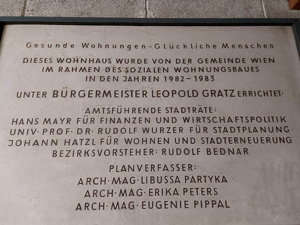 Gesunde Wohnungen-Glückliche Menschen
DIESES WOHNHAUS WURDE VON DER GEMEINDE WIEN
IM RAHMEN DES SOZIALEN WOHNUNGSBAUES
IN DEN JAHREN 1982-1983
UNTER BÜRGERMEISTER LEOPOLD GRATZ ERRICHTET.
AMTSFÜHRENDE STADTRÄTE:
HANS MAYR FÜR FINANZEN UND WIRTSCHAFTSPOLITIK
UNIV·PROF·DR·RUDOLF WURZER FÜR STADTPLANUNG
JOHANN HATZL FÜR WOHNEN UND STADTERNEUERUNG
BEZIRKSVORSTEHER: RUDOLF BEDNAR
PLANVERFASSER:
ARCH·MAG·LIBUSSA PARTYKA
ARCH·MAG·ERIKA PETERS
ARCH·MAG·EUGENIE PIPPAL